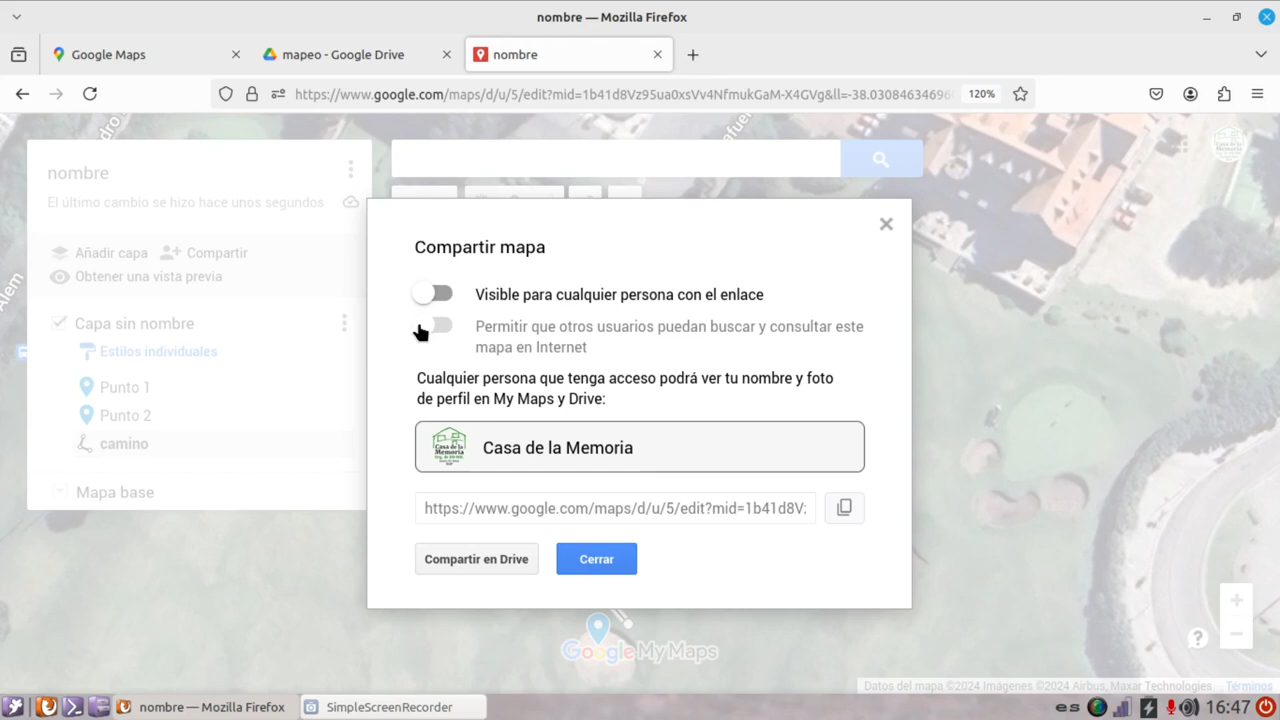 nombre — Mozilla Firefox
Google Maps
mapeo - Google Drive
nombre
https://www.google.com/maps/d/u/5/edit?mid=1b41d8Vz95ua0xsVv4NfmukGaM-X4GVg&ll=-38.03084634696
120%
nombre
El último cambio se hizo hace unos segundos
Añadir capa
Compartir
Obtener una vista previa
Capa sin nombre
Estilos individuales
Punto 1
Punto 2
camino
Mapa base
Alem
Compartir mapa
Visible para cualquier persona con el enlace
Permitir que otros usuarios puedan buscar y consultar este
mapa en Internet
Cualquier persona que tenga acceso podrá ver tu nombre y foto
de perfil en My Maps y Drive:
Casa de la Memoria
Casa de la Memoria
https://www.google.com/maps/d/u/5/edit?mid=1b41d8V:
Compartir en Drive
Cerrar
Google My Maps
Datos del mapa ©2024 Imágenes ©2024 Airbus, Maxar Technologies
Términos
nombre — Mozilla Firefox
SimpleScreenRecorder
es
16:47